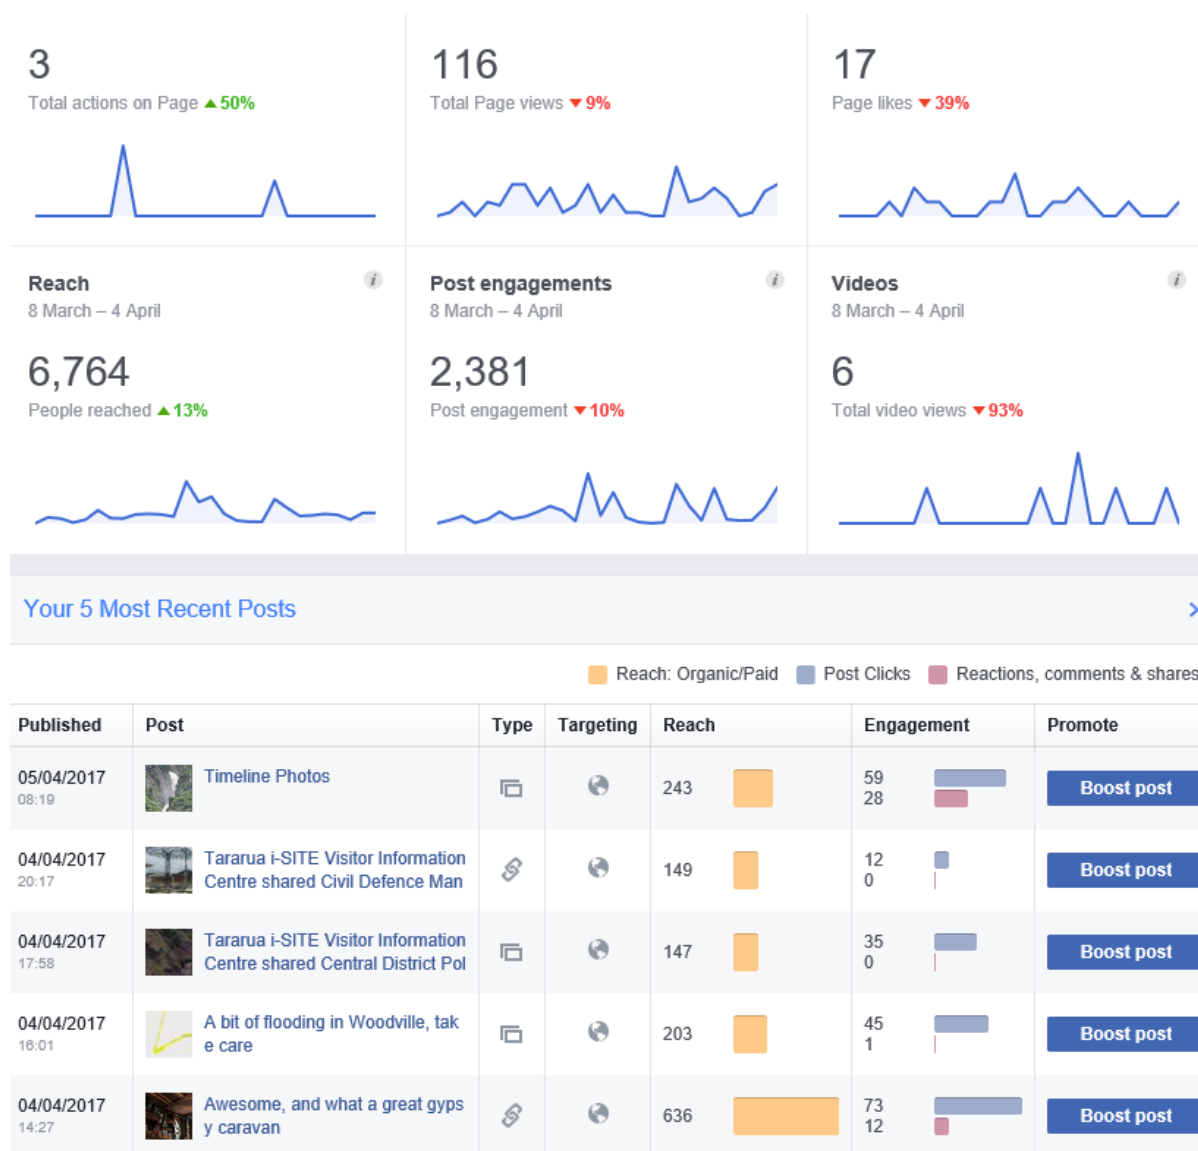 3
Total actions on Page ▲50%
116
Total Page views ▼9%
17
Page likes ▼39%
Reach
8 March – 4 April
6,764
People reached ▲13%
Post engagements
8 March – 4 April
2,381
Post engagement ▼10%
Videos
8 March – 4 April
6
Total video views ▼93%
Your 5 Most Recent Posts
Reach: Organic/Paid Post Clicks Reactions, comments & shares
Published Post Type Targeting Reach Engagement Promote
05/04/2017
08:19
Timeline Photos
243
59
28
Boost post
04/04/2017
20:17
Tararua i-SITE Visitor Information
Centre shared Civil Defence Man
149
12
0
Boost post
04/04/2017
17:58
Tararua i-SITE Visitor Information
Centre shared Central District Pol
147
35
0
Boost post
04/04/2017
16:01
A bit of flooding in Woodville, tak
e care
203
45
1
Boost post
04/04/2017
14:27
Awesome, and what a great gyps
y caravan
636
73
12
Boost post